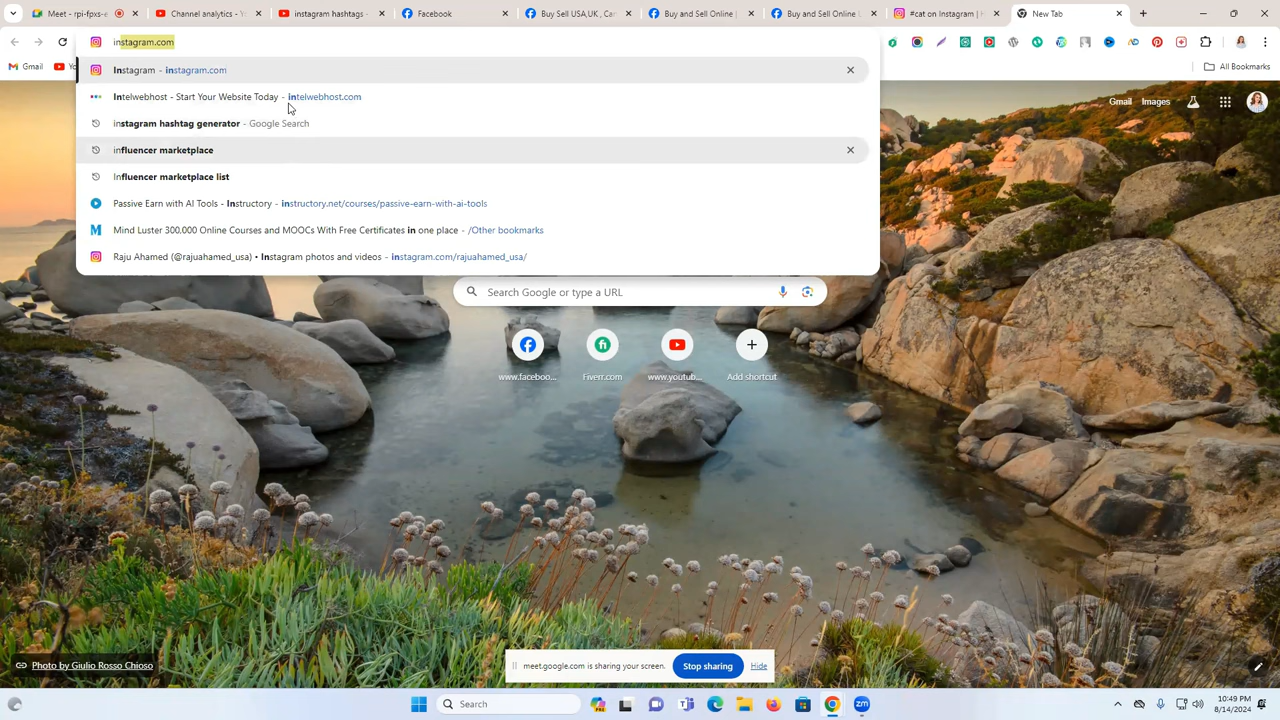 Meet - rpi-fpxs-e
Channel analytics - Y
instagram hashtags -
Facebook
Buy Sell USA,UK , Can
Buy and Sell Online |
Buy and Sell Online L
#cat on Instagram | H
New Tab
instagram.com
Gmail
Yo
All Bookmarks
Instagram - instagram.com
Intelwebhost - Start Your Website Today - intelwebhost.com
instagram hashtag generator - Google Search
influencer marketplace
Influencer marketplace list
Passive Earn with AI Tools - Instructory - instructory.net/courses/passive-earn-with-ai-tools
Mind Luster 300,000 Online Courses and MOOCs With Free Certificates in one place - /Other bookmarks
Raju Ahamed (@rajuahamed_usa) • Instagram photos and videos - instagram.com/rajuahamed_usa/
Gmail Images
Search Google or type a URL
www.faceboo...
Fiverr.com
www.youtub...
Add shortcut
Photo by Giulio Rosso Chioso
meet.google.com is sharing your screen.
Stop sharing
Hide
Search
10:49 PM
8/14/2024